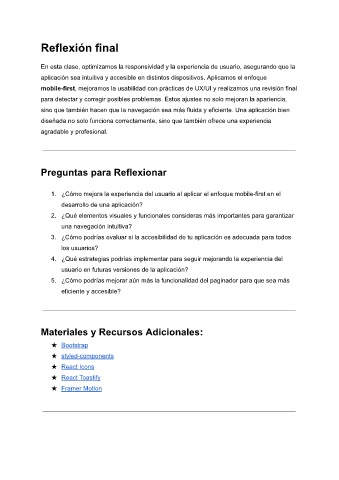 Reflexión final
En esta clase, optimizamos la responsividad y la experiencia de usuario, asegurando que la
aplicación sea intuitiva y accesible en distintos dispositivos. Aplicamos el enfoque
mobile-first, mejoramos la usabilidad con prácticas de UX/UI y realizamos una revisión final
para detectar y corregir posibles problemas. Estos ajustes no solo mejoran la apariencia,
sino que también hacen que la navegación sea más fluida y eficiente. Una aplicación bien
diseñada no solo funciona correctamente, sino que también ofrece una experiencia
agradable y profesional.
Preguntas para Reflexionar
1. ¿Cómo mejora la experiencia del usuario al aplicar el enfoque mobile-first en el
desarrollo de una aplicación?
2. ¿Qué elementos visuales y funcionales consideras más importantes para garantizar
una navegación intuitiva?
3. ¿Cómo podrías evaluar si la accesibilidad de tu aplicación es adecuada para todos
los usuarios?
4. ¿Qué estrategias podrías implementar para seguir mejorando la experiencia del
usuario en futuras versiones de la aplicación?
5. ¿Cómo podrías mejorar aún más la funcionalidad del paginador para que sea más
eficiente y accesible?
Materiales y Recursos Adicionales:
★ Bootstrap
★ styled-components
★ React Icons
★ React Toastify
★ Framer Motion